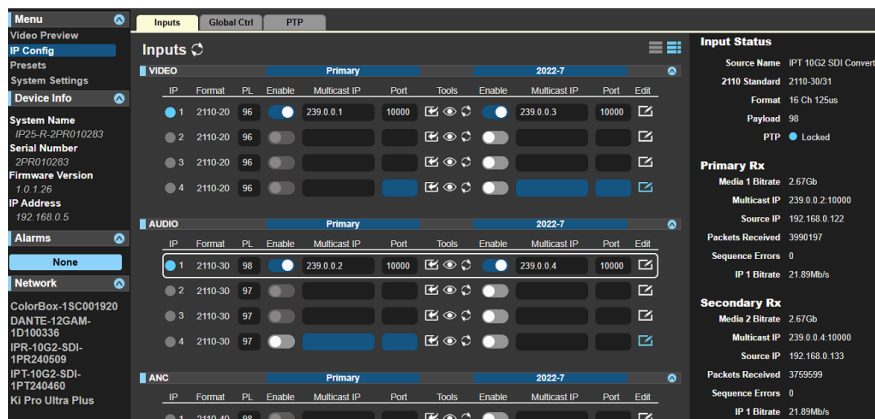 Menu
Video Preview
IP Config
Presets
System Settings
Device Info
System Name
IP25-R-2PR010283
Serial Number
2PR010283
Firmware Version
1.0.1.26
IP Address
192.168.0.5
Alarms
None
Network
ColorBox-1SC001920
DANTE-12GAM-
1D100336
IPR-10G2-SDI-
1PR240509
IPT-10G2-SDI-
1PT240460
Ki Pro Ultra Plus
Inputs Global Ctrl PTP
Inputs
VIDEO Primary 2022-7
IP Format PL Enable Multicast IP Port Tools Enable Multicast IP Port Edit
1 2110-20 96 239.0.0.1 10000 239.0.0.3 10000
2 2110-20 96
3 2110-20 96
4 2110-20 96
AUDIO Primary 2022-7
IP Format PL Enable Multicast IP Port Tools Enable Multicast IP Port Edit
1 2110-30 98 239.0.0.2 10000 239.0.0.4 10000
2 2110-30 97
3 2110-30 97
4 2110-30 97
ANC Primary 2022-7
IP Format PL Enable Multicast IP Port Tools Enable Multicast IP Port Edit
1 2110-40 98
Input Status
Source Name IPT 10G2 SDI Convert
2110 Standard 2110-30/31
Format 16 Ch 125us
Payload 98
PTP Locked
Primary Rx
Media 1 Bitrate 2.67Gb
Multicast IP 239.0.0.2:10000
Source IP 192.168.0.122
Packets Received 3990197
Sequence Errors 0
IP 1 Bitrate 21.89Mb/s
Secondary Rx
Media 2 Bitrate 2.67Gb
Multicast IP 239.0.0.4:10000
Source IP 192.168.0.133
Packets Received 3759599
Sequence Errors 0
IP 1 Bitrate 21.89Mb/s